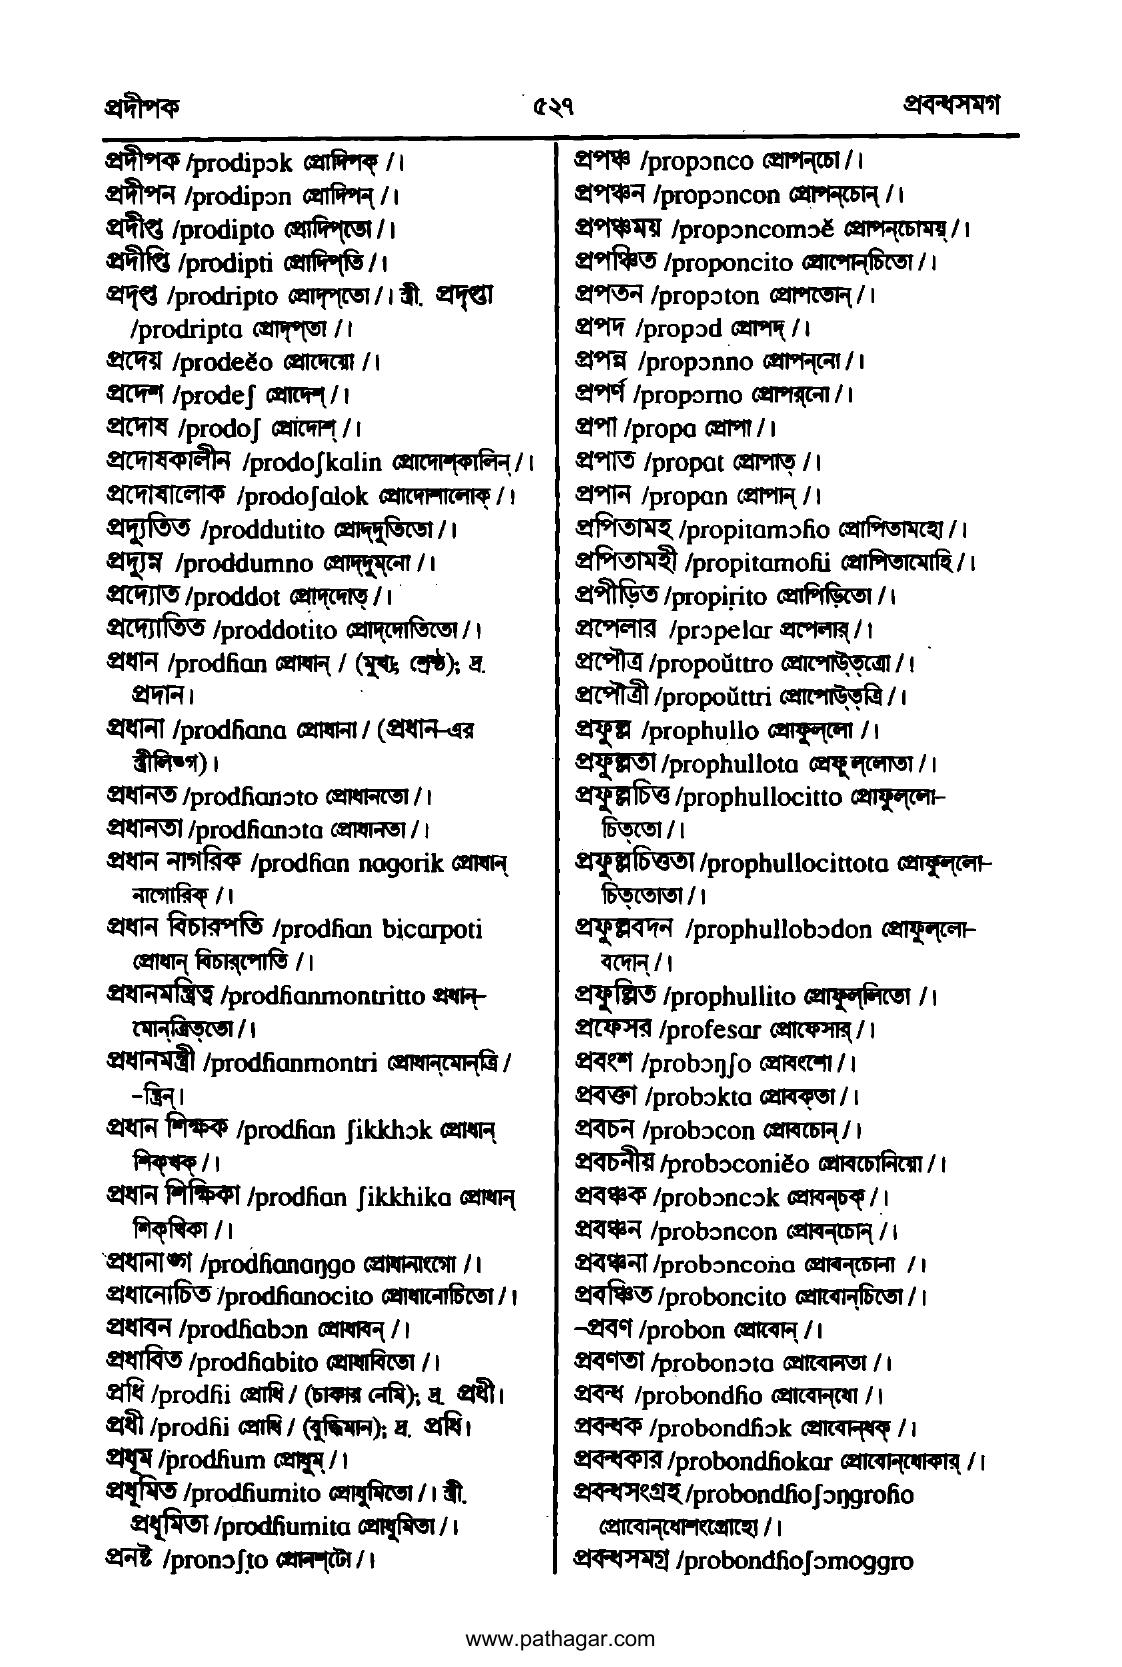 প্রদীপক
৫২৭
প্রবন্ধসমগ
প্রদীপক /prodipɔk প্রোদিপক্ /।
প্রদীপন /prodipɔn প্রোদিপন্ /।
প্রদীপ্ত /prodipto প্রোদিপ্‌তো /।
প্রদীপ্তি /prodipti প্রোদিপ্‌তি /।
প্রদৃপ্ত /prodripto প্রোদৃপ্‌তো /। স্ত্রী. প্রদৃপ্তা
/prodripta প্রোদৃপ্‌তা /।
প্রদেয় /prodeĕo প্রোদেয়ো /।
প্রদেশ /prodeʃ প্রোদেশ্ /।
প্রদোষ /prodoʃ প্রোদোশ্ /।
প্রদোষকালীন /prodoʃkalin প্রোদোশ্‌কালিন্ /।
প্রদোষালোক /prodoʃalok প্রোদোশালোক্ /।
প্রদ্যুতিত /proddutito প্রোদ্‌দুতিতো /।
প্রদ্যুম্ন /proddumno প্রোদ্‌দুম্‌নো /।
প্রদ্যোত /proddot প্রোদ্‌দোত্ /।
প্রদ্যোতিত /proddotito প্রোদ্‌দোতিতো /।
প্রধান /prodɦan প্রোধান্ / (মুখ্য; শ্রেষ্ঠ); দ্র.
প্রদান।
প্রধানা /prodɦana প্রোধানা / (প্রধান-এর
স্ত্রীলিঙ্গ)।
প্রধানত /prodɦanɔto প্রোধানতো /।
প্রধানতা /prodɦanɔta প্রোধানতা /।
প্রধান নাগরিক /prodɦan nagorik প্রোধান্
নাগোরিক্ /।
প্রধান বিচারপতি /prodɦan bicarpoti
প্রোধান্ বিচার্‌পোতি /।
প্রধানমন্ত্রিত্ব /prodɦanmontritto প্রধান্-
মোন্‌ত্রিত্‌তো /।
প্রধানমন্ত্রী /prodɦanmontri প্রোধান্‌মোন্‌ত্রি /
-ন্ত্রিন্।
প্রধান শিক্ষক /prodɦan ʃikkhɔk প্রোধান্
শিক্‌খক্ /।
প্রধান শিক্ষিকা /prodɦan ʃikkhika প্রোধান্
শিক্‌খিকা /।
প্রধানাঙ্গ /prodɦanaŋgo প্রোধানাংগো /।
প্রধানোচিত /prodɦanocito প্রোধানোচিতো /।
প্রধাবন /prodɦabɔn প্রোধাবন্ /।
প্রধাবিত /prodɦabito প্রোধাবিতো /।
প্রধি /prodɦi প্রোধি / (চাকার নেমি); দ্র. প্রধী।
প্রধী /prodɦi প্রোধি / (বুদ্ধিমান); দ্র. প্রধি।
প্রধূম /prodɦum প্রোধুম্ /।
প্রধূমিত /prodɦumito প্রোধুমিতো /। স্ত্রী.
প্রধূমিতা /prodɦumita প্রোধুমিতা /।
প্রনষ্ট /pronɔʃṭo প্রোনশ্‌টো /।
প্রপঞ্চ /propɔnco প্রোপন্‌চো /।
প্রপঞ্চন /propɔncon প্রোপন্‌চোন্ /।
প্রপঞ্চময় /propɔncomɔĕ প্রোপন্‌চোময়্ /।
প্রপঞ্চিত /proponcito প্রোপোন্‌চিতো /।
প্রপতন /propɔton প্রোপতোন্ /।
প্রপদ /propɔd প্রোপদ্ /।
প্রপন্ন /propɔnno প্রোপন্‌নো /।
প্রপর্ণ /propɔrno প্রোপর্‌নো /।
প্রপা /propa প্রোপা /।
প্রপাত /propat প্রোপাত্ /।
প্রপান /propan প্রোপান্ /।
প্রপিতামহ /propitamɔɦo প্রোপিতামহো /।
প্রপিতামহী /propitamoɦi প্রোপিতামোহি /।
প্রপীড়িত /propiṛito প্রোপিড়িতো /।
প্রপেলার /prɔpelar প্রপেলার্ /।
প্রপৌত্র /propoŭttro প্রোপোউ্‌ত্‌ত্রো /।
প্রপৌত্রী /propoŭttri প্রোপোউ্‌ত্‌ত্রি /।
প্রফুল্ল /prophullo প্রোফুল্‌লো /।
প্রফুল্লতা /prophullota প্রেফুল্‌লোতা /।
প্রফুল্লচিত্ত /prophullocitto প্রোফুল্‌লো-
চিত্‌তো /।
প্রফুল্লচিত্ততা /prophullocittota প্রোফুল্‌লো-
চিত্‌তোতা /।
প্রফুল্লবদন /prophullobɔdon প্রোফুল্‌লো-
বদোন্ /।
প্রফুল্লিত /prophullito প্রোফুল্‌লিতো /।
প্রফেসর /profesar প্রোফেসার্ /।
প্রবংশ /probɔŋʃo প্রোবংশো /।
প্রবক্তা /probɔkta প্রোবক্‌তা /।
প্রবচন /probɔcon প্রোবচোন্ /।
প্রবচনীয় /probɔconiĕo প্রোবচোনিয়ো /।
প্রবঞ্চক /probɔncɔk প্রোবন্‌চক্ /।
প্রবঞ্চন /probɔncon প্রোবন্‌চোন্ /।
প্রবঞ্চনা /probɔncona প্রোবন্‌চোনা /।
প্রবঞ্চিত /proboncito প্রোবোন্‌চিতো /।
-প্রবণ /probon প্রোবোন্ /।
প্রবণতা /probonɔta প্রোবোনতা /।
প্রবন্ধ /probondɦo প্রোবোন্‌ধো /।
প্রবন্ধক /probondɦɔk প্রোবোন্‌ধক্ /।
প্রবন্ধকার /probondɦokar প্রোবোন্‌ধোকার্ /।
প্রবন্ধসংগ্রহ /probondɦoʃɔŋgroɦo
প্রোবোন্‌ধোশংগ্রোহো /।
প্রবন্ধসমগ্র /probondɦoʃɔmoggro
www.pathagar.com